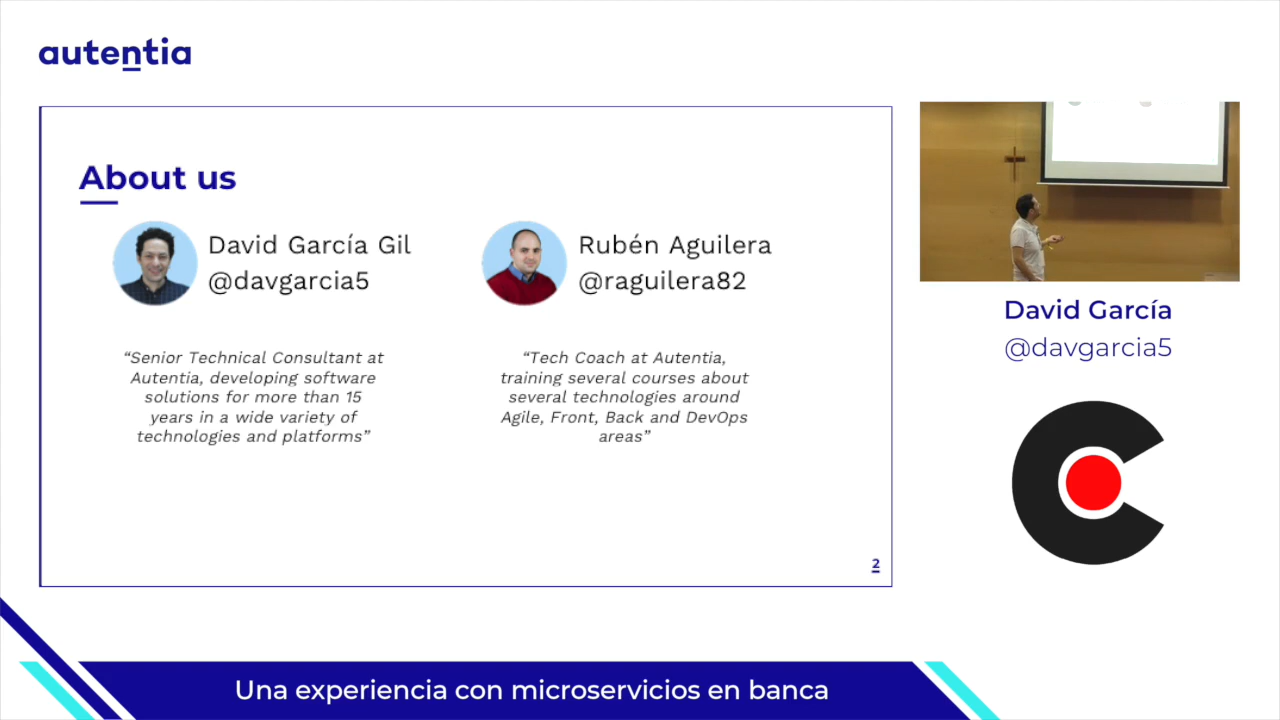 autentia
About us
David García Gil
@davgarcia5
“Senior Technical Consultant at
Autentia, developing software
solutions for more than 15
years in a wide variety of
technologies and platforms”
Rubén Aguilera
@raguilera82
“Tech Coach at Autentia,
training several courses about
several technologies around
Agile, Front, Back and DevOps
areas”
2
David García
@davgarcia5
Una experiencia con microservicios en banca